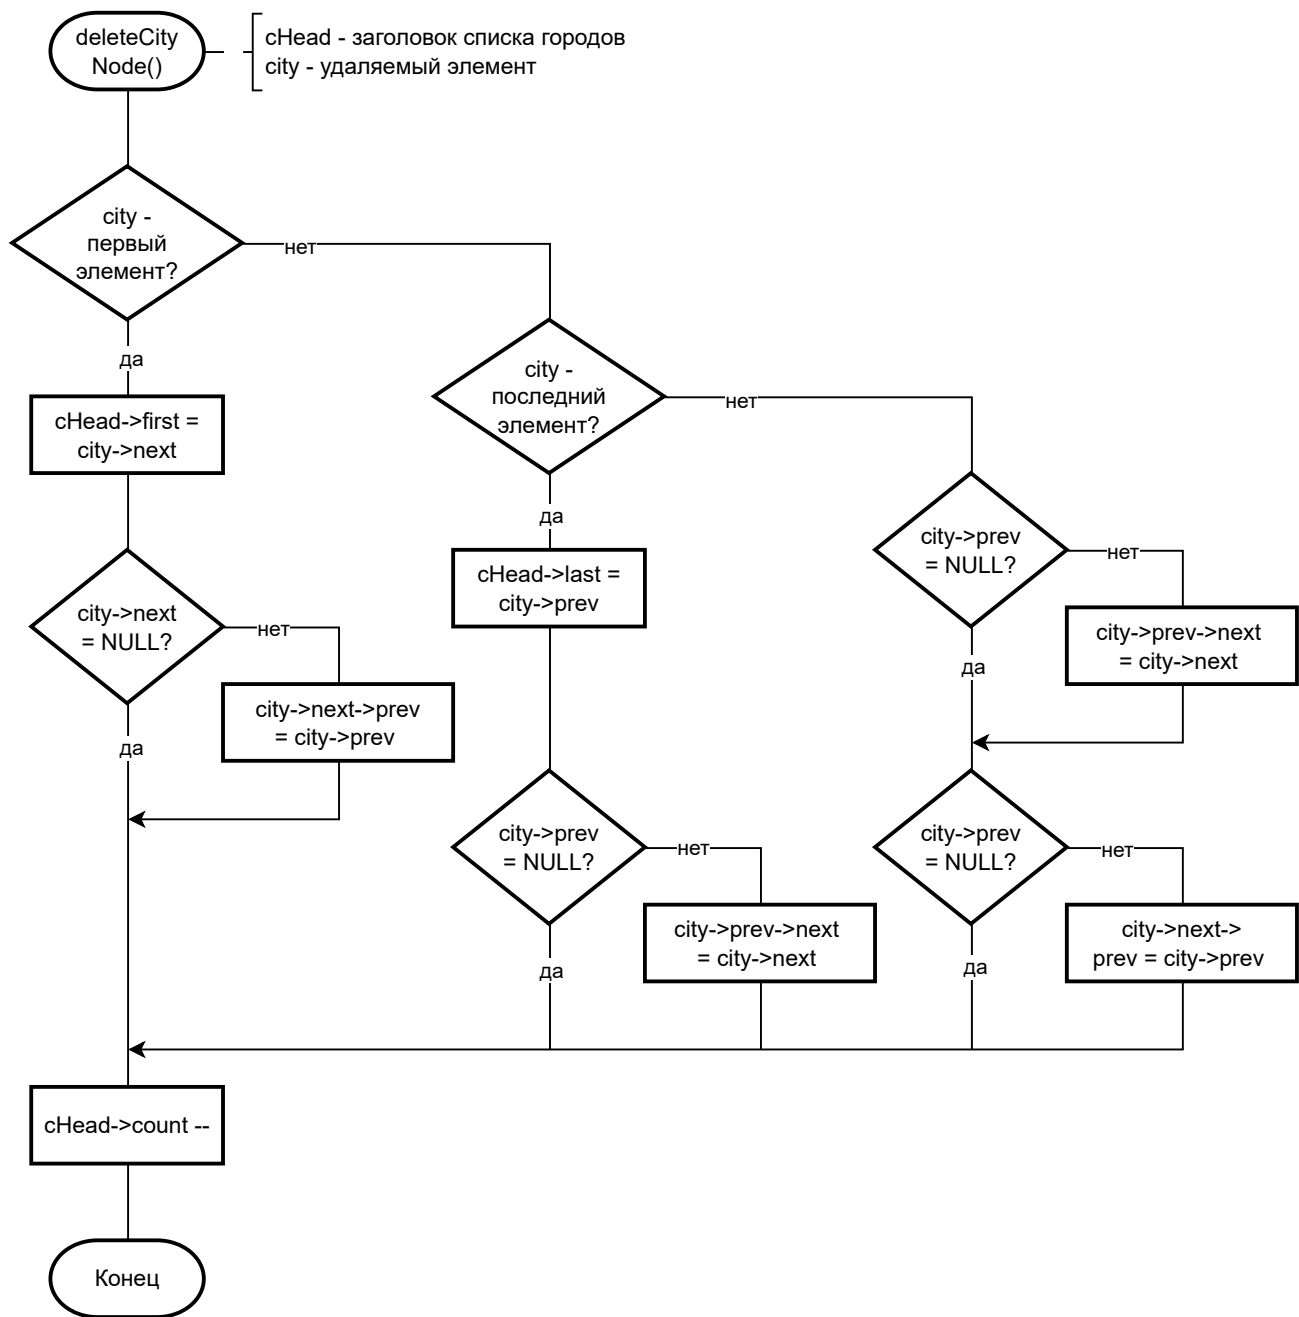 deleteCity
Node()
cHead - заголовок списка городов
city - удаляемый элемент
city -
первый
элемент?
нет
да
cHead->first =
city->next
city -
последний
элемент?
нет
да
cHead->last =
city->prev
city->prev
= NULL?
нет
city->prev->next
= city->next
да
city->next
= NULL?
нет
city->next->prev
= city->prev
да
city->prev
= NULL?
нет
city->prev->next
= city->next
да
city->prev
= NULL?
нет
city->next->
prev = city->prev
да
cHead->count --
Конец